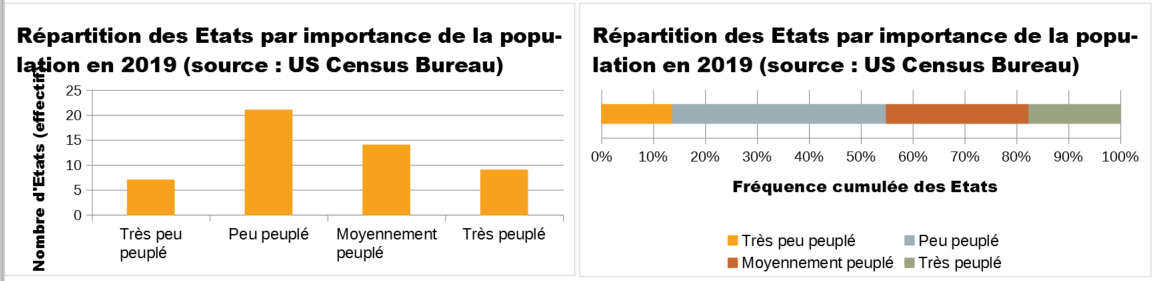 Répartition des Etats par importance de la popu-
lation en 2019 (source : US Census Bureau)
Nombre d'Etats (effectif)
25
20
15
10
5
0
Très peu
peuplé
Peu peuplé
Moyennement
peuplé
Très peuplé
Répartition des Etats par importance de la popu-
lation en 2019 (source : US Census Bureau)
0% 10% 20% 30% 40% 50% 60% 70% 80% 90% 100%
Fréquence cumulée des Etats
Très peu peuplé Peu peuplé
Moyennement peuplé Très peuplé